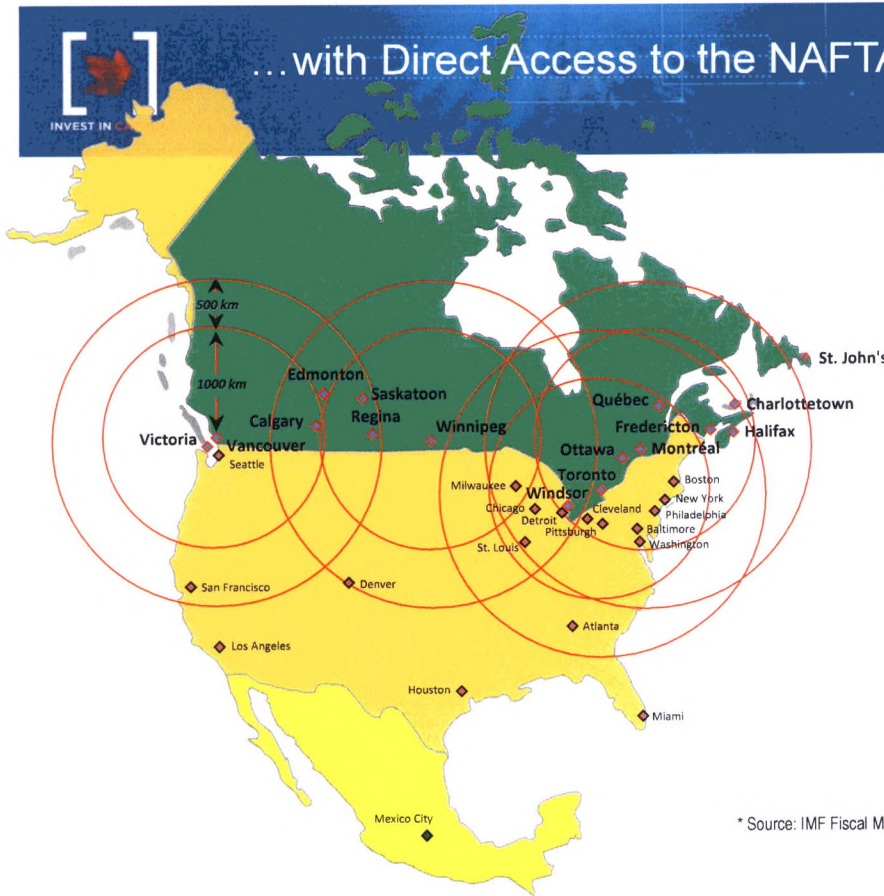 …with Direct Access to the NAFTA
INVEST IN
500 km
1000 km
St. John's
Edmonton
Saskatoon
Québec
Charlottetown
Calgary
Regina
Winnipeg
Fredericton
Halifax
Victoria
Vancouver
Ottawa
Montréal
Seattle
Toronto
Milwaukee
Windsor
Boston
Chicago
Cleveland
New York
Detroit
Philadelphia
Pittsburgh
Baltimore
St. Louis
Washington
San Francisco
Denver
Atlanta
Los Angeles
Houston
Miami
Mexico City
* Source: IMF Fiscal M